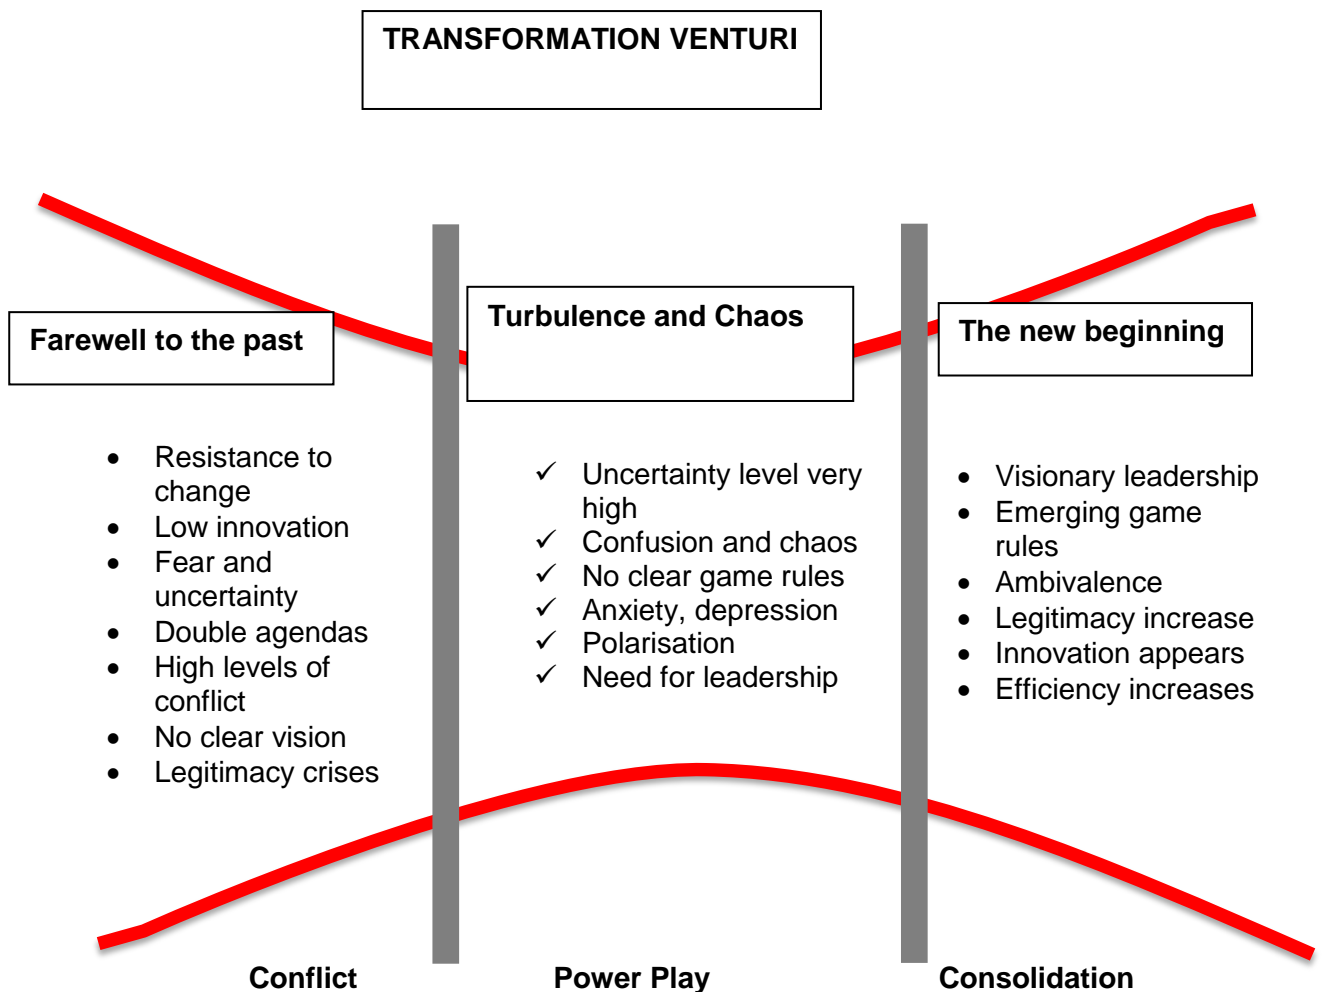 TRANSFORMATION VENTURI
Farewell to the past
• Resistance to
change
• Low innovation
• Fear and
uncertainty
• Double agendas
• High levels of
conflict
• No clear vision
• Legitimacy crises
Turbulence and Chaos
✓ Uncertainty level very
high
✓ Confusion and chaos
✓ No clear game rules
✓ Anxiety, depression
✓ Polarisation
✓ Need for leadership
The new beginning
• Visionary leadership
• Emerging game
rules
• Ambivalence
• Legitimacy increase
• Innovation appears
• Efficiency increases
Conflict
Power Play
Consolidation